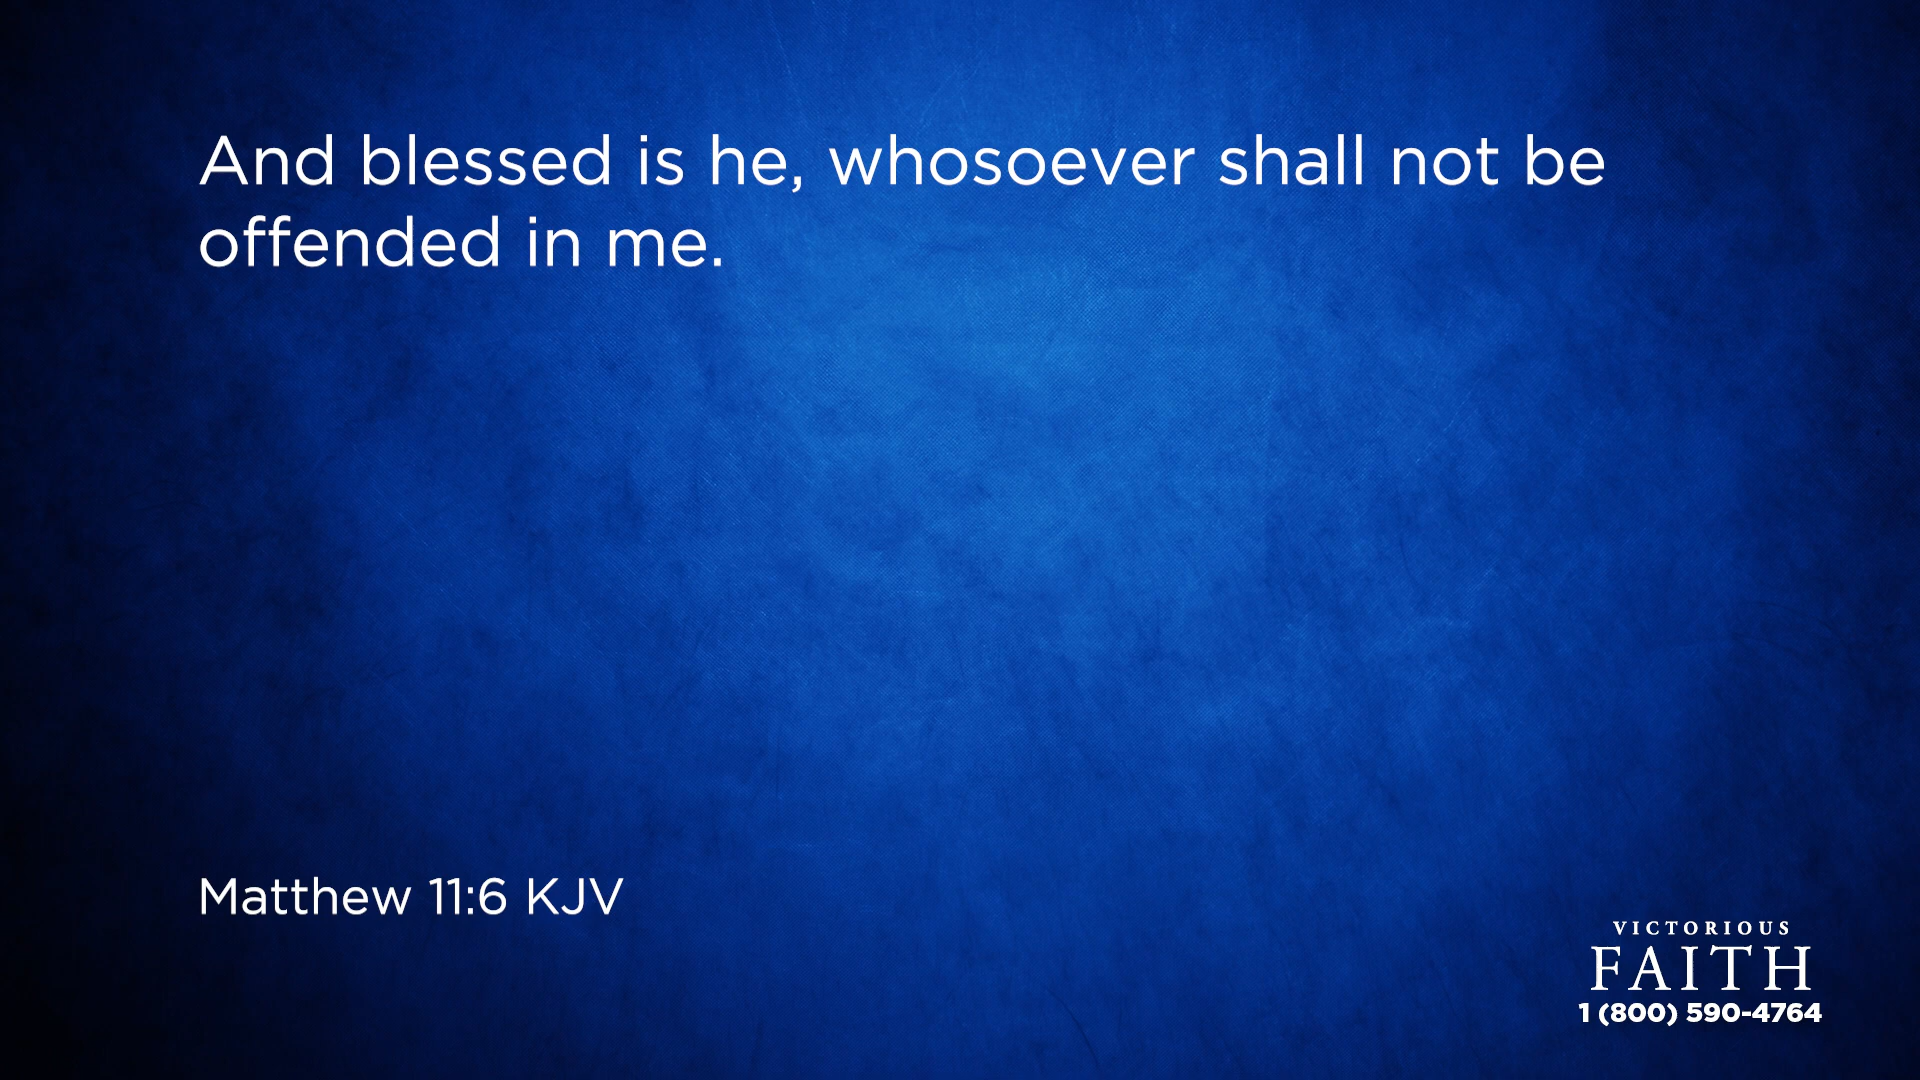 And blessed is he, whosoever shall not be
offended in me.
Matthew 11:6 KJV
VICTORIOUS
FAITH
1 (800) 590-4764